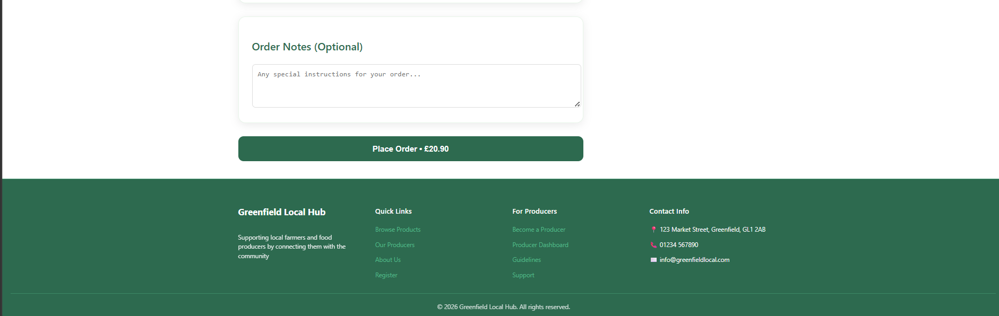 Order Notes (Optional)
Any special instructions for your order...
Place Order • £20.90
Greenfield Local Hub
Supporting local farmers and food
producers by connecting them with the
community
Quick Links
Browse Products
Our Producers
About Us
Register
For Producers
Become a Producer
Producer Dashboard
Guidelines
Support
Contact Info
📍 123 Market Street, Greenfield, GL1 2AB
📞 01234 567890
✉️ info@greenfieldlocal.com
© 2026 Greenfield Local Hub. All rights reserved.